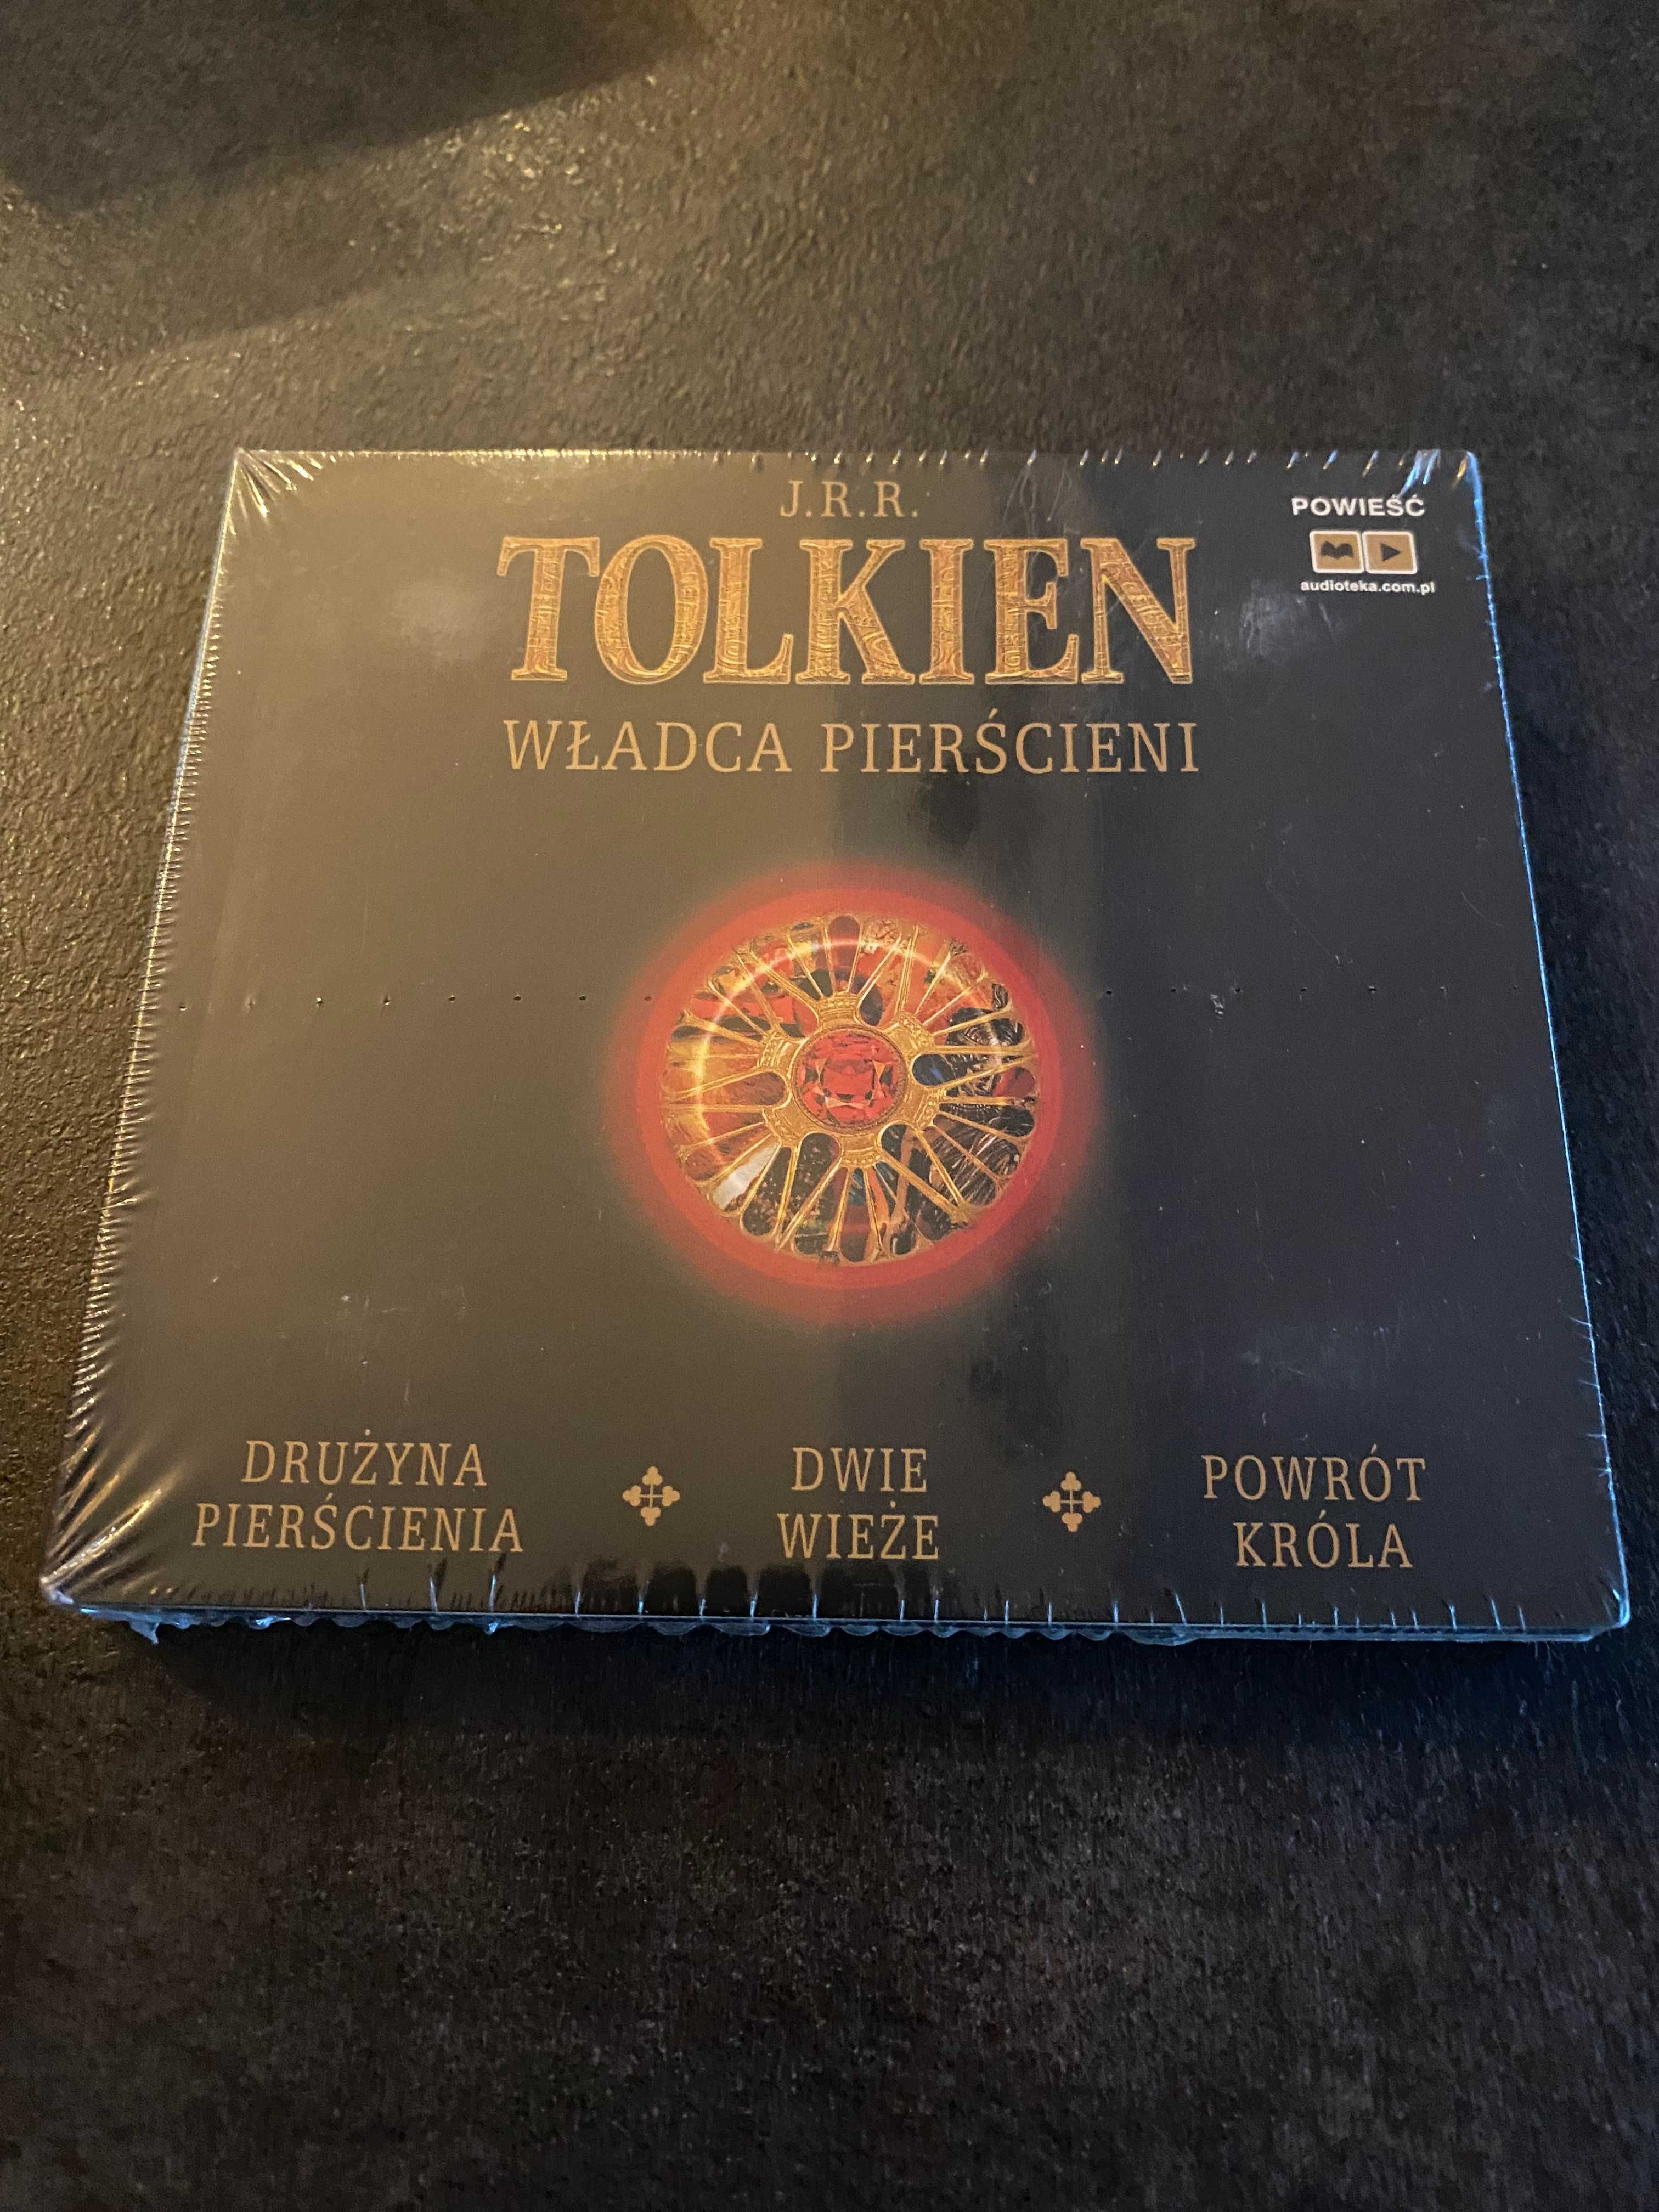 J.R.R.
TOLKIEN
WŁADCA PIERŚCIENI
POWIEŚĆ
audioteka.com.pl
DRUŻYNA
PIERŚCIENIA
DWIE
WIEŻE
POWRÓT
KRÓLA